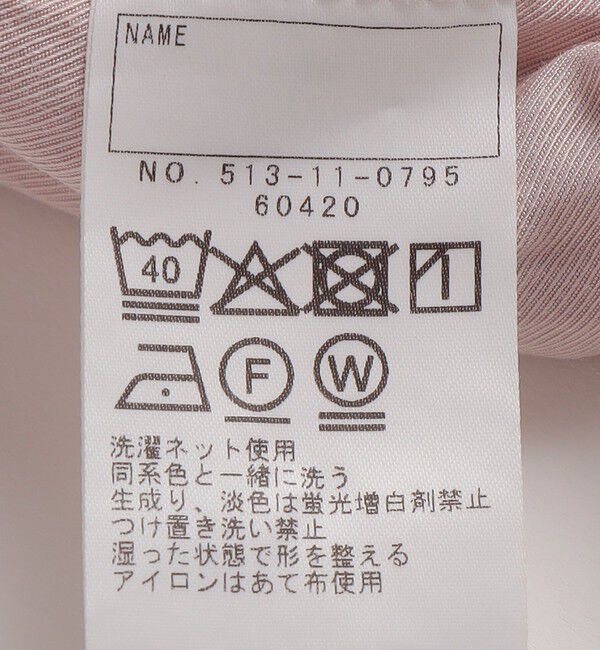 NAME
NO. 513-11-0795
60420
40
F W
洗濯ネット使用
同系色と一緒に洗う
生成り、淡色は蛍光増白剤禁止
つけ置き洗い禁止
湿った状態で形を整える
アイロンはあて布使用